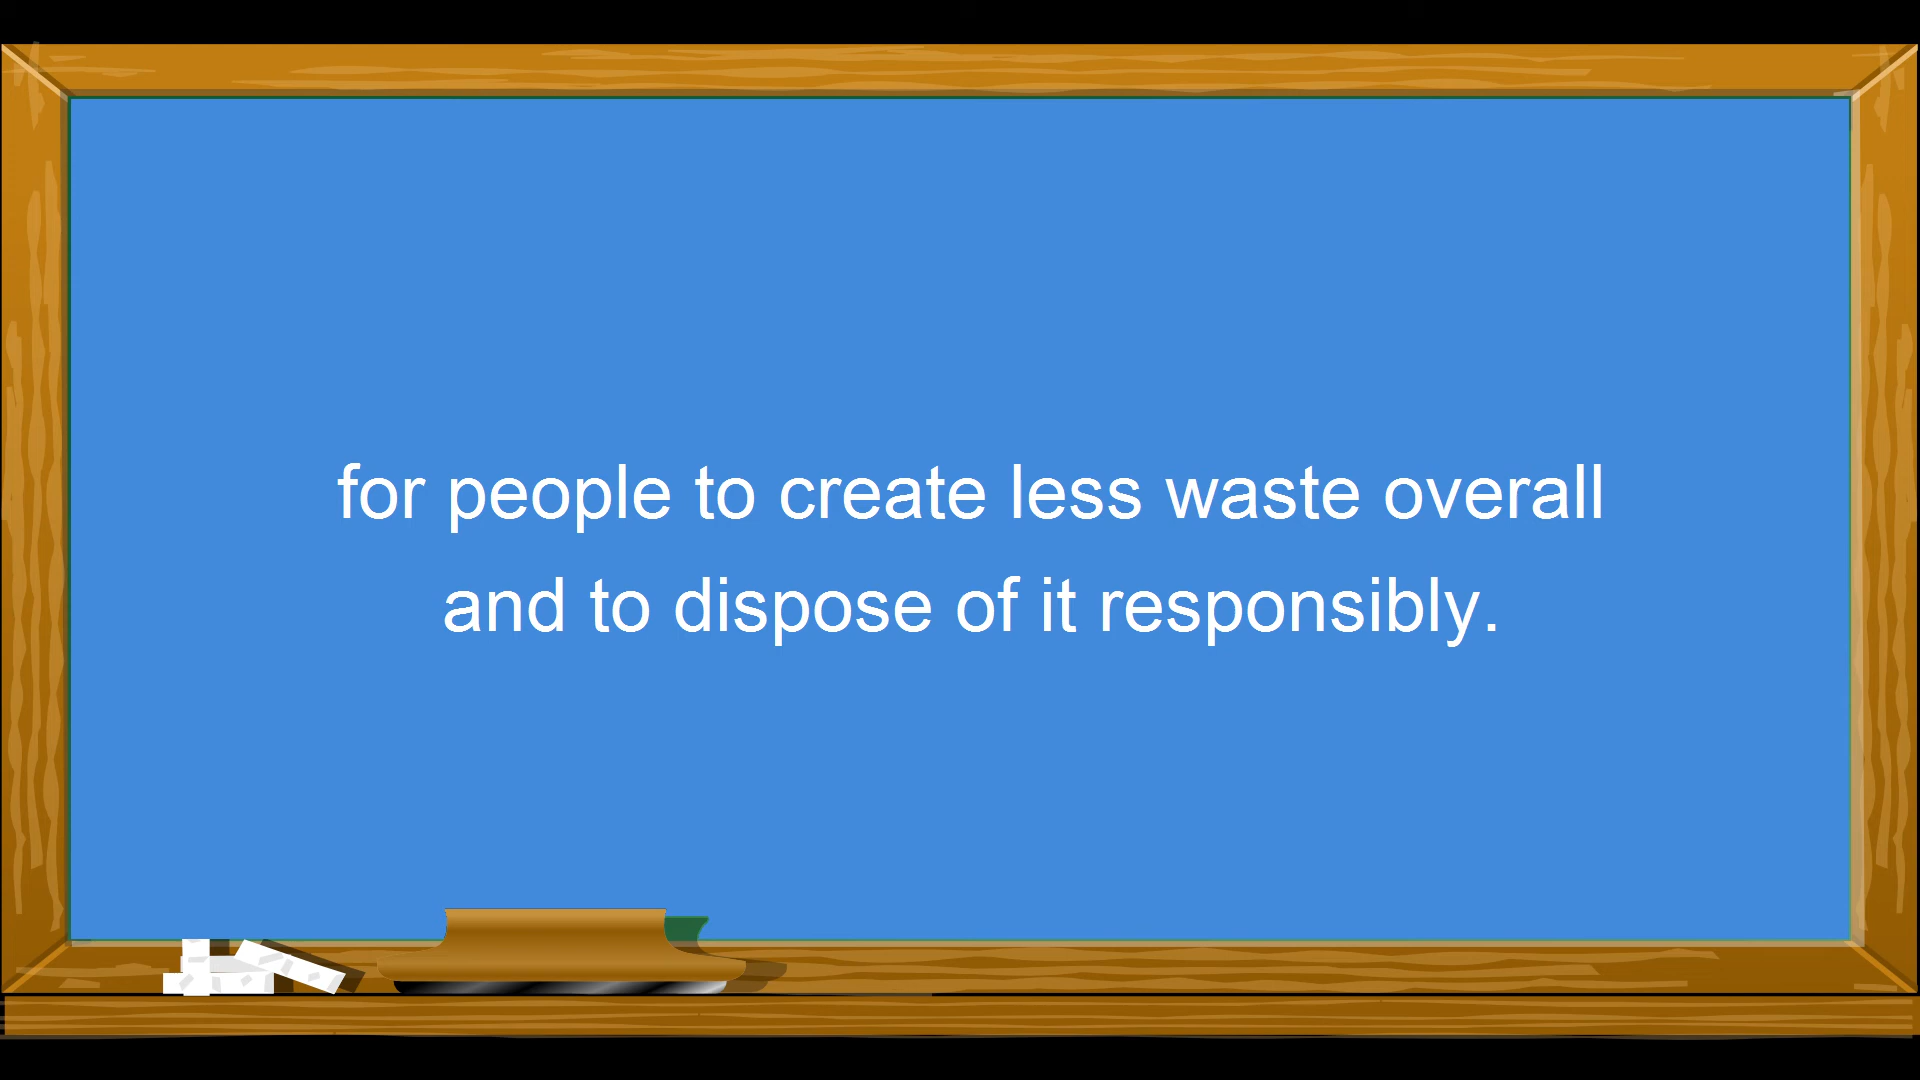 for people to create less waste overall
and to dispose of it responsibly.